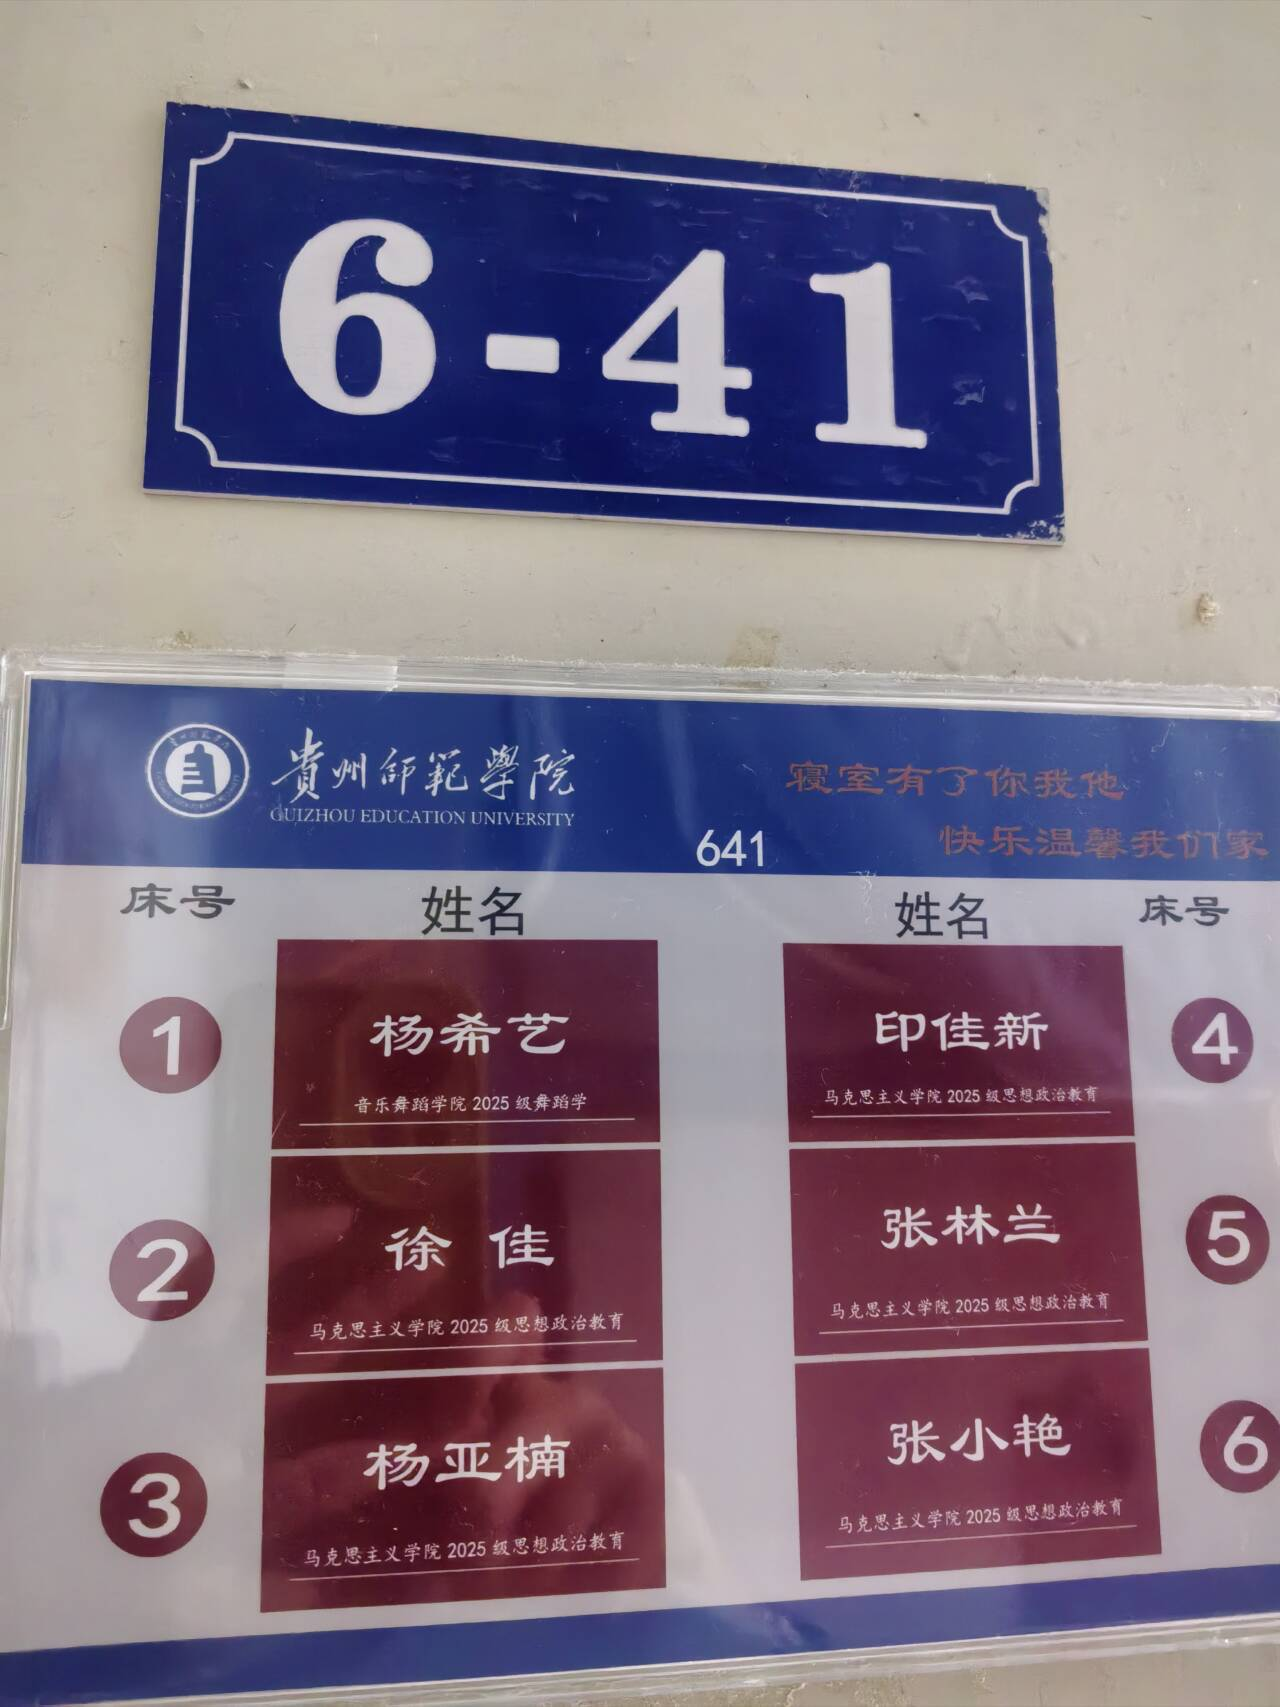 6-41
貴州師範學院
GUIZHOU EDUCATION UNIVERSITY
寝室有了你我他
641
快乐温馨我们家
床号 姓名 姓名 床号
1 杨希艺
音乐舞蹈学院 2025 级舞蹈学
印佳新 4
马克思主义学院 2025 级思想政治教育
2 徐 佳
马克思主义学院 2025 级思想政治教育
张林兰 5
马克思主义学院 2025 级思想政治教育
3 杨亚楠
马克思主义学院 2025 级思想政治教育
张小艳 6
马克思主义学院 2025 级思想政治教育